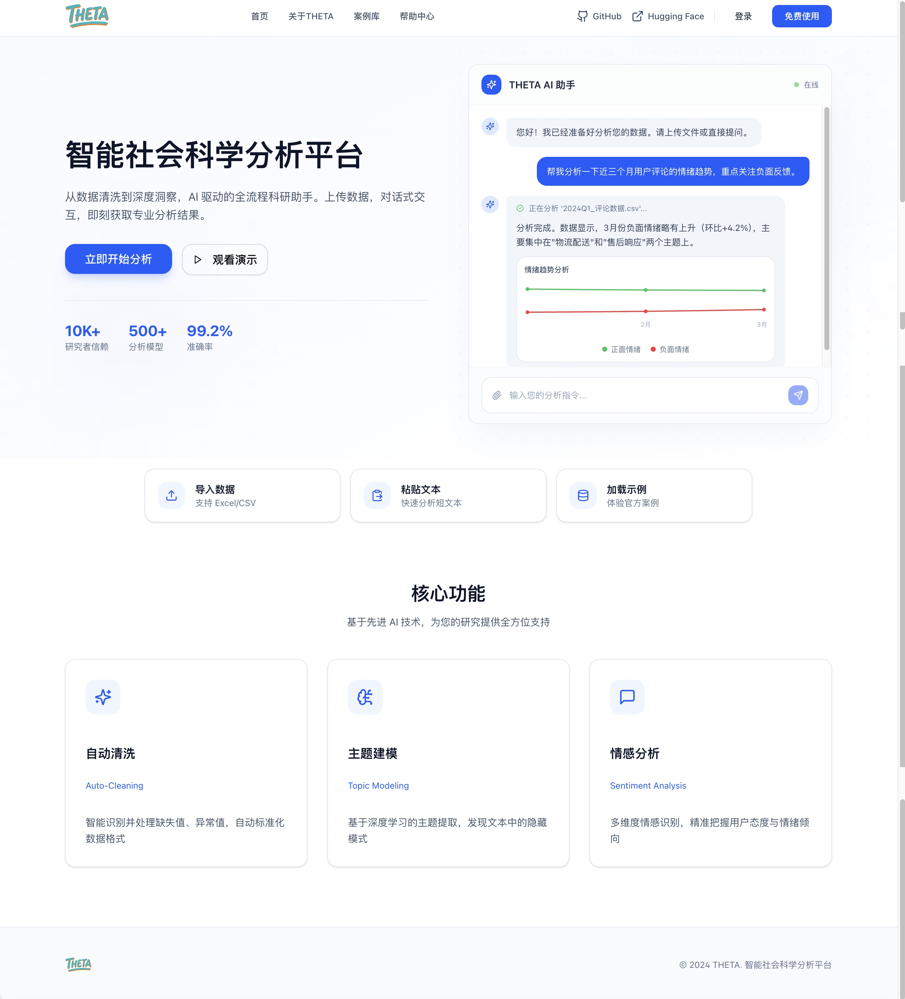 THETA
首页
关于THETA
案例库
帮助中心
GitHub
Hugging Face
登录
免费使用
智能社会科学分析平台
从数据清洗到深度洞察，AI 驱动的全流程科研助手。上传数据，对话式交
互，即刻获取专业分析结果。
立即开始分析
观看演示
10K+
研究者信赖
500+
分析模型
99.2%
准确率
THETA AI 助手
在线
您好！我已经准备好分析您的数据。请上传文件或直接提问。
帮我分析一下近三个月用户评论的情绪趋势，重点关注负面反馈。
正在分析 '2024Q1_评论数据.csv'...
分析完成。数据显示，3月份负面情绪略有上升（环比+4.2%），主
要集中在"物流配送"和"售后响应"两个主题上。
情绪趋势分析
2月
3月
正面情绪
负面情绪
输入您的分析指令...
导入数据
支持 Excel/CSV
粘贴文本
快速分析短文本
加载示例
体验官方案例
核心功能
基于先进 AI 技术，为您的研究提供全方位支持
自动清洗
Auto-Cleaning
智能识别并处理缺失值、异常值，自动标准化
数据格式
主题建模
Topic Modeling
基于深度学习的主题提取，发现文本中的隐藏
模式
情感分析
Sentiment Analysis
多维度情感识别，精准把握用户态度与情绪倾
向
THETA
© 2024 THETA. 智能社会科学分析平台